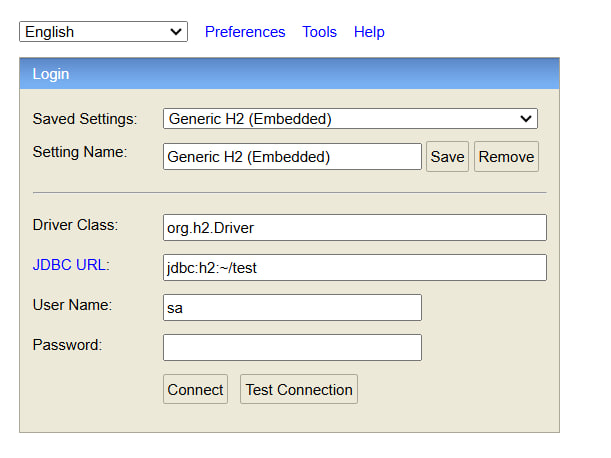 English Preferences Tools Help
Login
Saved Settings: Generic H2 (Embedded)
Setting Name: Generic H2 (Embedded) Save Remove
Driver Class: org.h2.Driver
JDBC URL: jdbc:h2:~/test
User Name: sa
Password:
Connect Test Connection